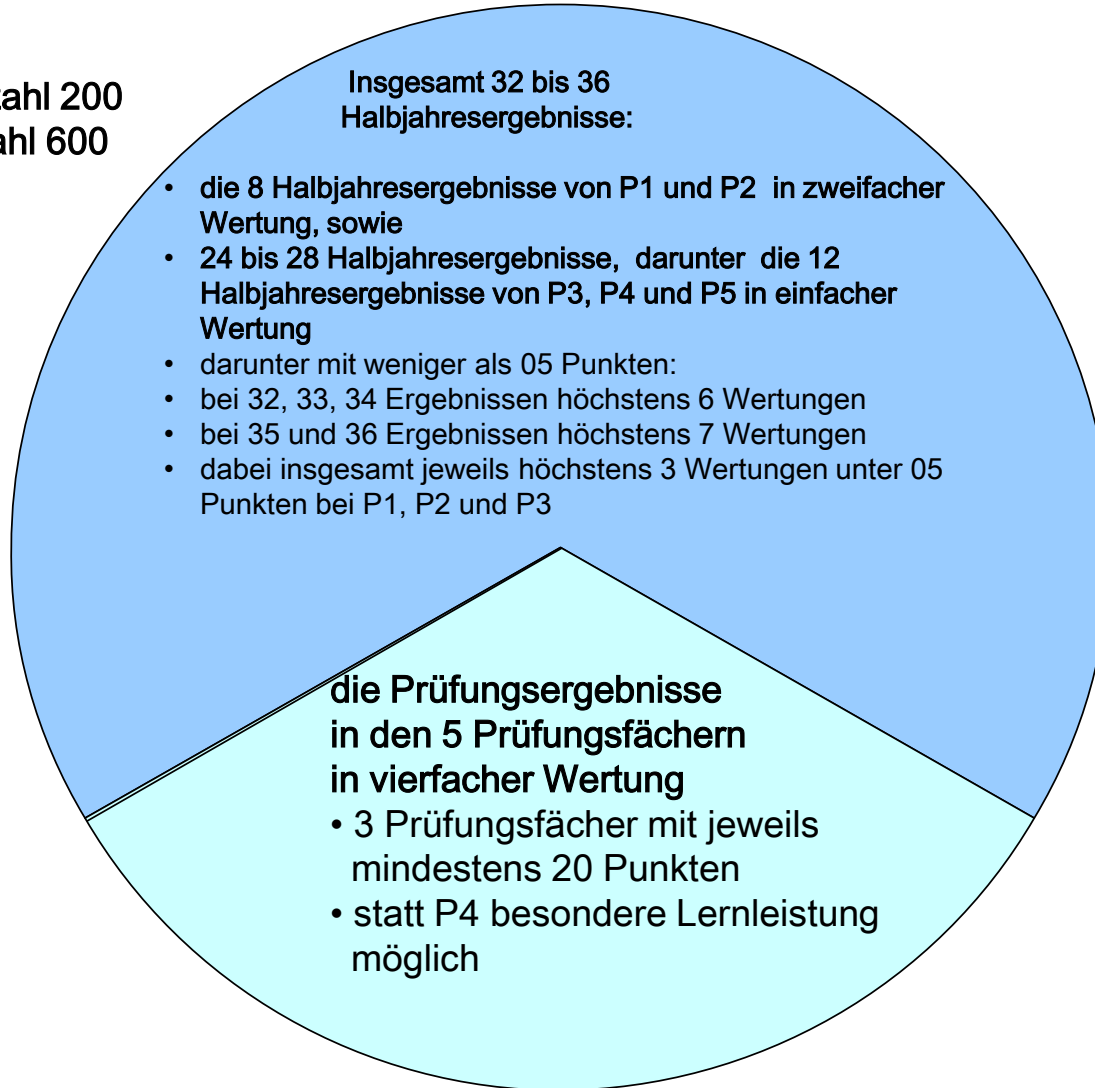 zahl 200
ahl 600
Insgesamt 32 bis 36
Halbjahresergebnisse:
• die 8 Halbjahresergebnisse von P1 und P2 in zweifacher
Wertung, sowie
• 24 bis 28 Halbjahresergebnisse, darunter die 12
Halbjahresergebnisse von P3, P4 und P5 in einfacher
Wertung
• darunter mit weniger als 05 Punkten:
• bei 32, 33, 34 Ergebnissen höchstens 6 Wertungen
• bei 35 und 36 Ergebnissen höchstens 7 Wertungen
• dabei insgesamt jeweils höchstens 3 Wertungen unter 05
Punkten bei P1, P2 und P3
die Prüfungsergebnisse
in den 5 Prüfungsfächern
in vierfacher Wertung
• 3 Prüfungsfächer mit jeweils
mindestens 20 Punkten
• statt P4 besondere Lernleistung
möglich